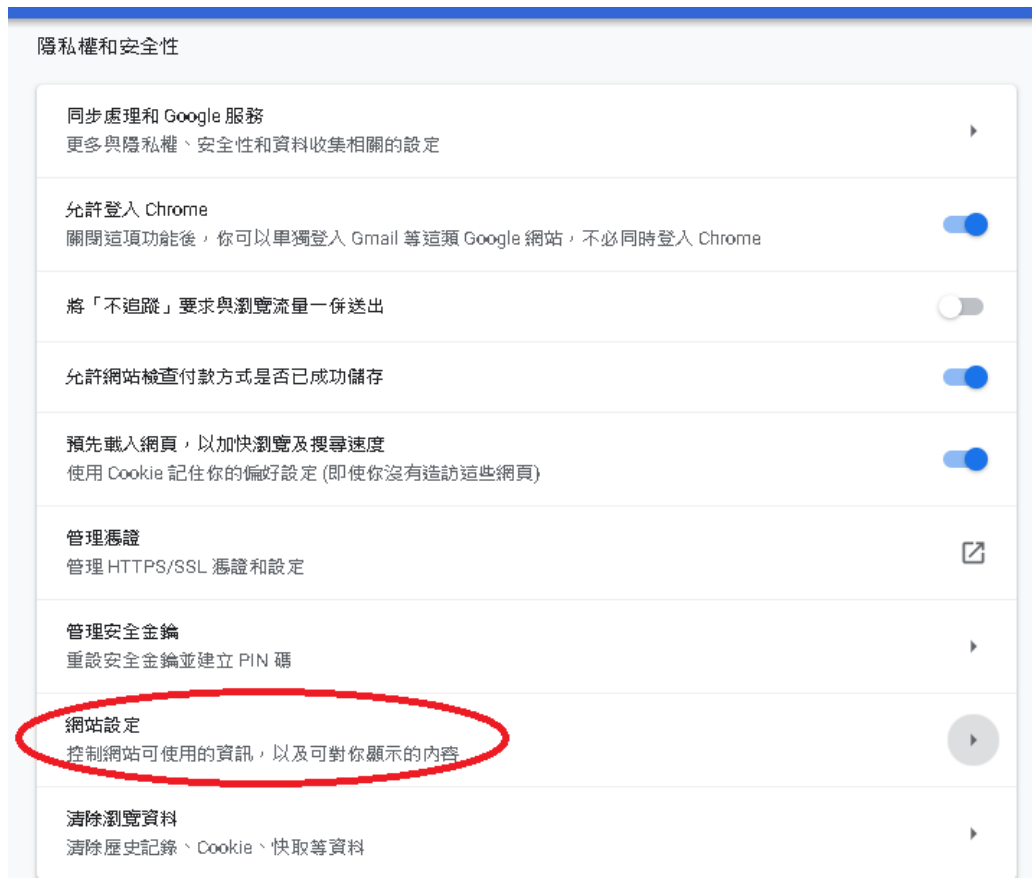 隱私權和安全性
同步處理和 Google 服務
更多與隱私權、安全性和資料收集相關的設定
允許登入 Chrome
關閉這項功能後，你可以單獨登入 Gmail 等這類 Google 網站，不必同時登入 Chrome
將「不追蹤」要求與瀏覽流量一併送出
允許網站檢查付款方式是否已成功儲存
預先載入網頁，以加快瀏覽及搜尋速度
使用 Cookie 記住你的偏好設定 (即使你沒有造訪這些網頁)
管理憑證
管理 HTTPS/SSL 憑證和設定
管理安全金鑰
重設安全金鑰並建立 PIN 碼
網站設定
控制網站可使用的資訊，以及可對你顯示的內容
清除瀏覽資料
清除歷史記錄、Cookie、快取等資料